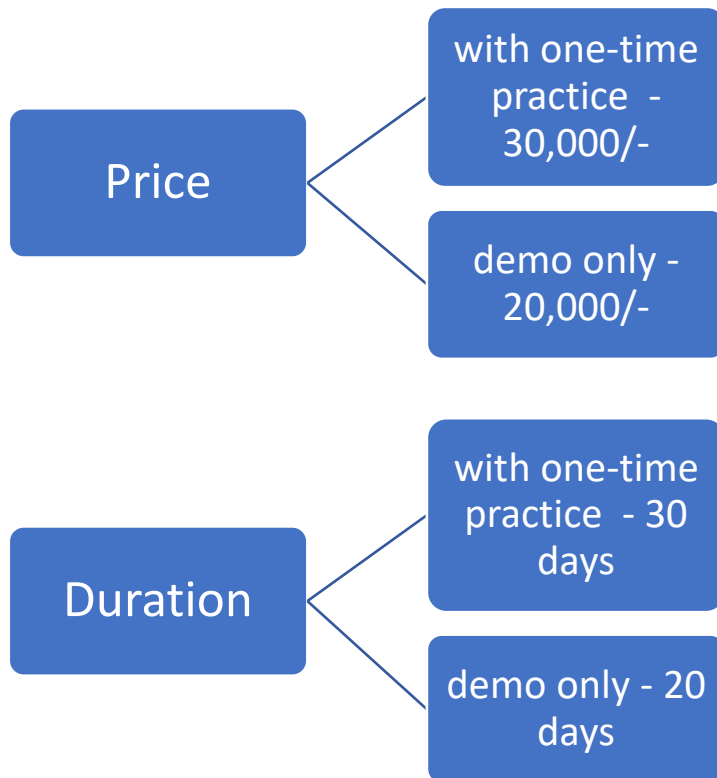 Price
with one-time
practice  -
30,000/-
demo only -
20,000/-
Duration
with one-time
practice  - 30
days
demo only - 20
days